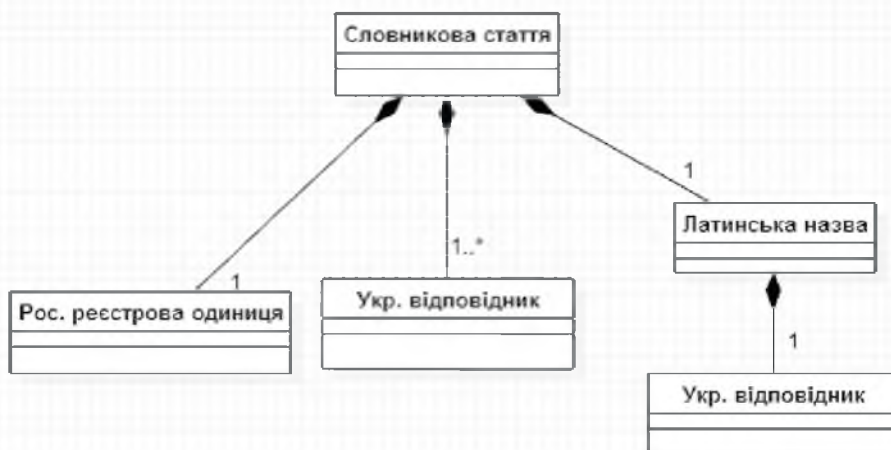 Словникова стаття
1
Латинська назва
1..*
1
Рос. реєстрова одиниця
Укр. відповідник
1
Укр. відповідник